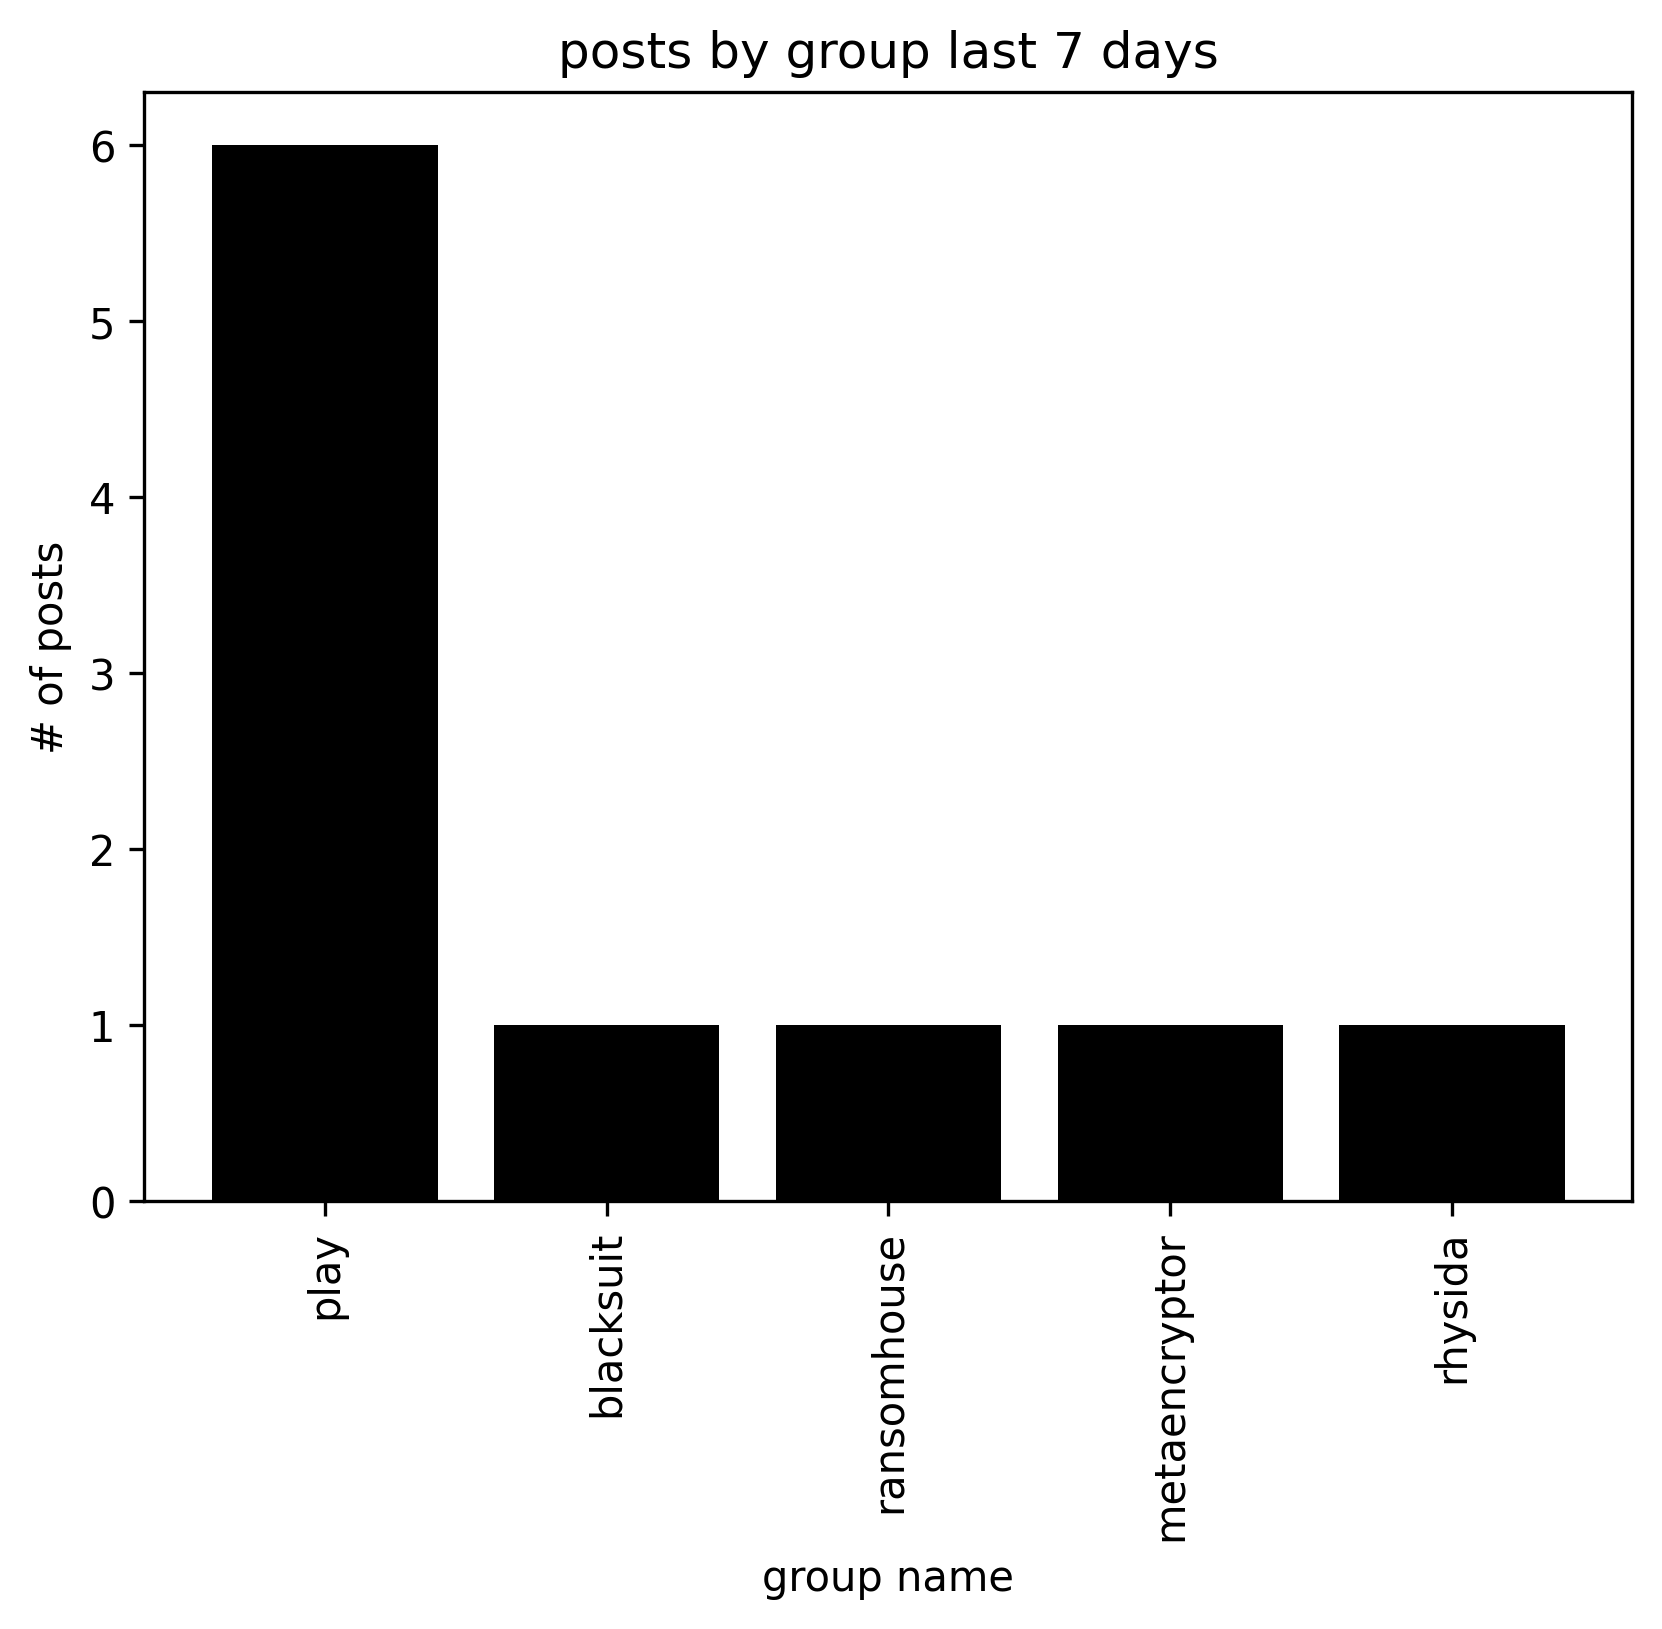 posts by group last 7 days
# of posts
6
5
4
3
2
1
0
play
blacksuit
ransomhouse
metaencryptor
rhysida
group name